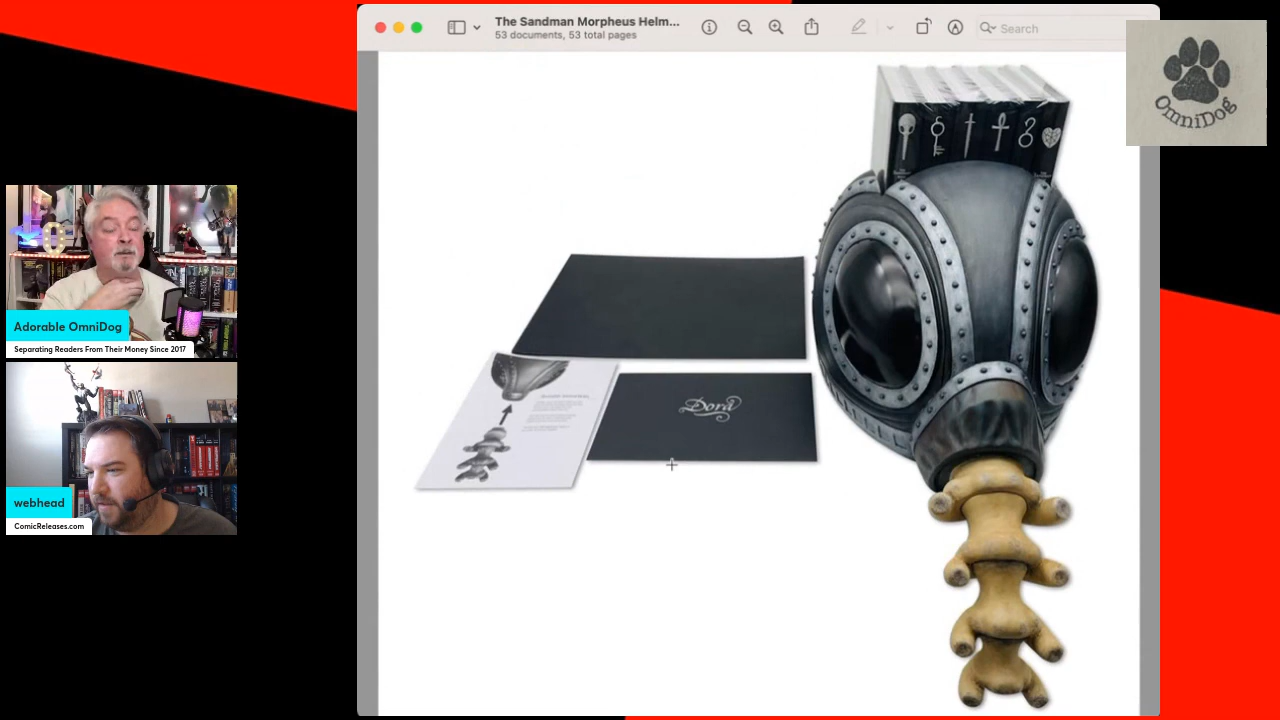 The Sandman Morpheus Helm...
53 documents, 53 total pages
Search
OmniDog
Dora
Adorable OmniDog
Separating Readers From Their Money Since 2017
webhead
ComicReleases.com